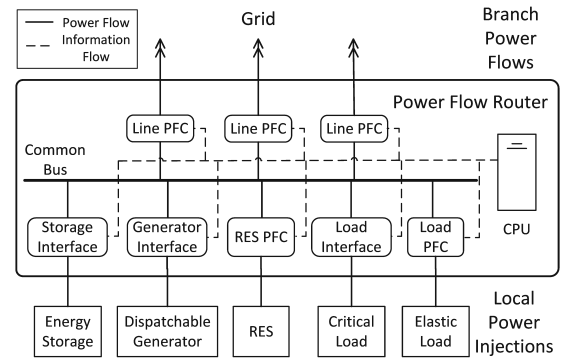 Power Flow
Information
Flow
Grid
Branch
Power
Flows
Power Flow Router
Line PFC
Line PFC
Line PFC
Common
Bus
CPU
Storage
Interface
Generator
Interface
RES PFC
Load
Interface
Load
PFC
Energy
Storage
Dispatchable
Generator
RES
Critical
Load
Elastic
Load
Local
Power
Injections